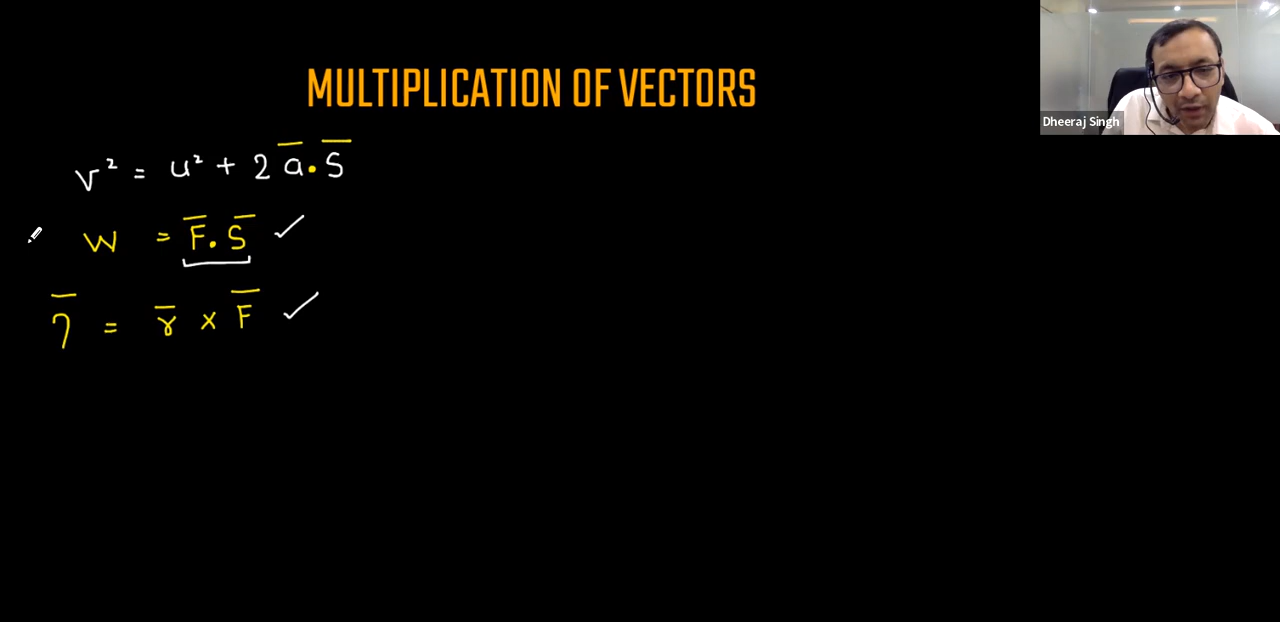 MULTIPLICATION OF VECTORS
Dheeraj Singh
v² = u² + 2 a̅ . S̅
W = F̅ . S̅ ✓
τ̅ = r̅ × F̅ ✓